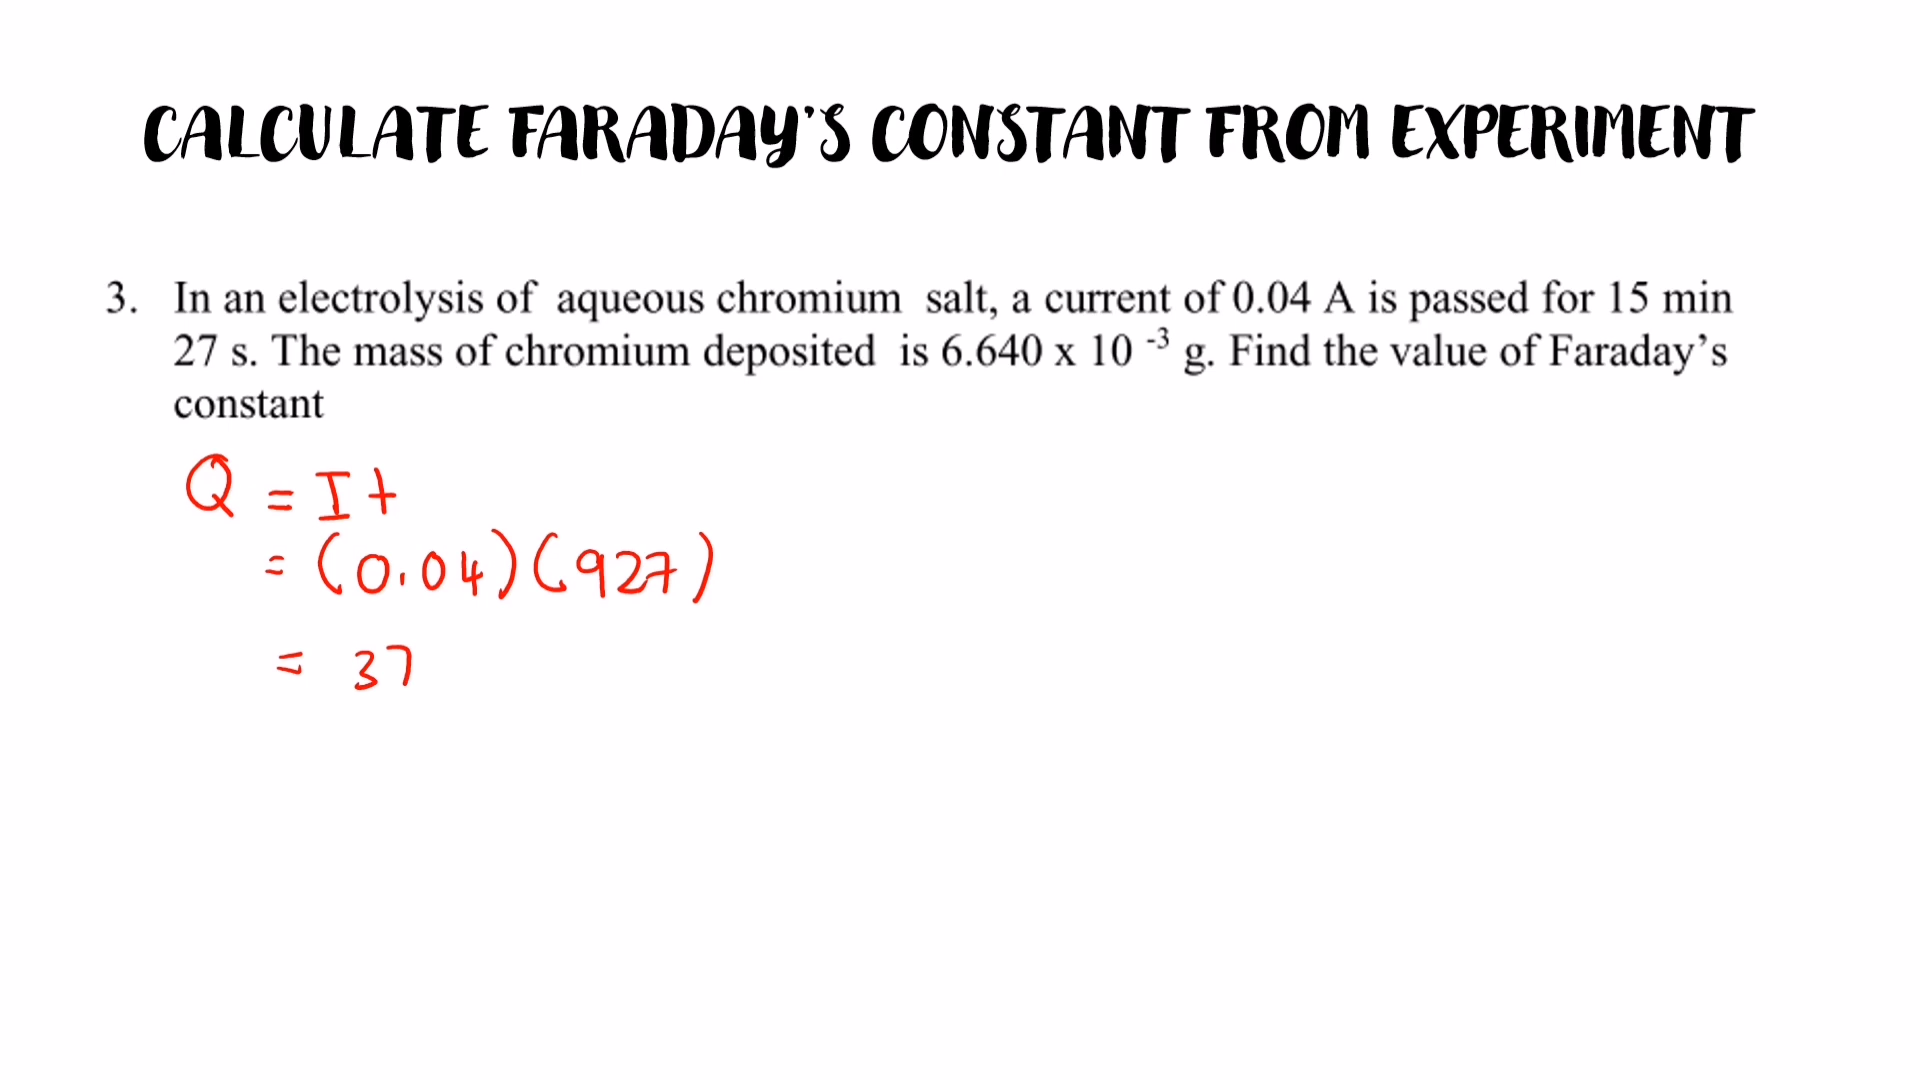 CALCULATE FARADAY'S CONSTANT FROM EXPERIMENT
3. In an electrolysis of aqueous chromium salt, a current of 0.04 A is passed for 15 min
27 s. The mass of chromium deposited is 6.640 x 10 ⁻³ g. Find the value of Faraday's
constant
Q = It
= (0.04)(927)
= 37